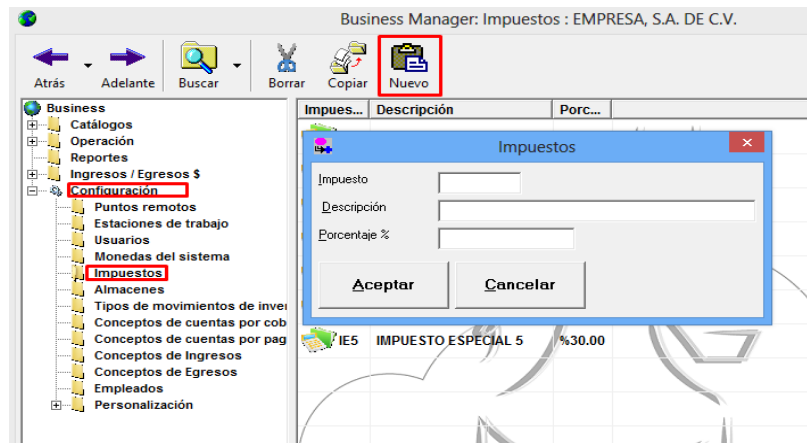 Business Manager: Impuestos : EMPRESA, S.A. DE C.V.
Atrás Adelante Buscar Borrar Copiar Nuevo
Business
Catálogos
Operación
Reportes
Ingresos / Egresos $
Configuración
Puntos remotos
Estaciones de trabajo
Usuarios
Monedas del sistema
Impuestos
Almacenes
Tipos de movimientos de inve
Conceptos de cuentas por cob
Conceptos de cuentas por pag
Conceptos de Ingresos
Conceptos de Egresos
Empleados
Personalización
Impues... Descripción Porc...
Impuestos
Impuesto
Descripción
Porcentaje %
Aceptar Cancelar
IE5 IMPUESTO ESPECIAL 5 %30.00